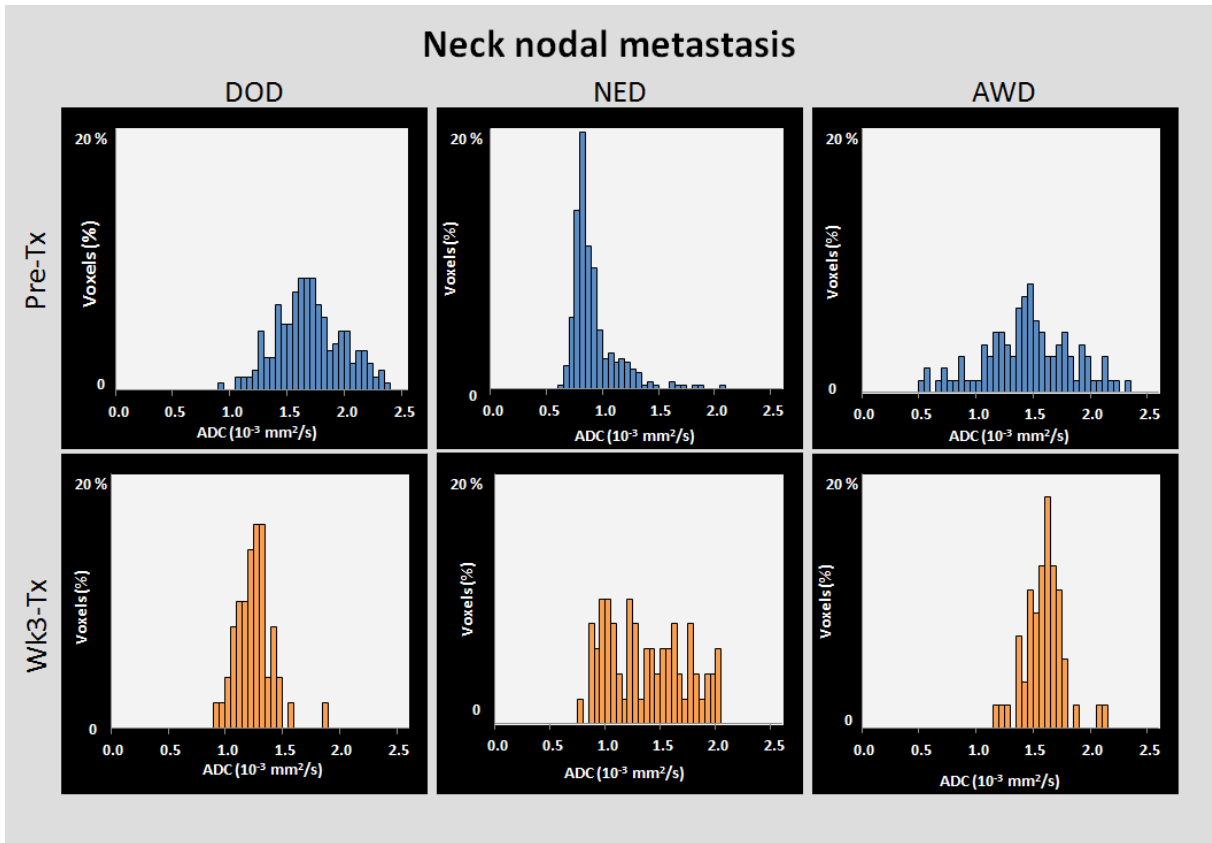 Neck nodal metastasis
DOD NED AWD
Pre-Tx
20 %
Voxels (%)
0
0.0 0.5 1.0 1.5 2.0 2.5
ADC (10⁻³ mm²/s)
20 %
Voxels (%)
0
0.0 0.5 1.0 1.5 2.0 2.5
ADC (10⁻³ mm²/s)
20 %
Voxels (%)
0
0.0 0.5 1.0 1.5 2.0 2.5
ADC (10⁻³ mm²/s)
Wk3-Tx
20 %
Voxels (%)
0
0.0 0.5 1.0 1.5 2.0 2.5
ADC (10⁻³ mm²/s)
20 %
Voxels (%)
0
0.0 0.5 1.0 1.5 2.0 2.5
ADC (10⁻³ mm²/s)
20 %
Voxels (%)
0
0.0 0.5 1.0 1.5 2.0 2.5
ADC (10⁻³ mm²/s)